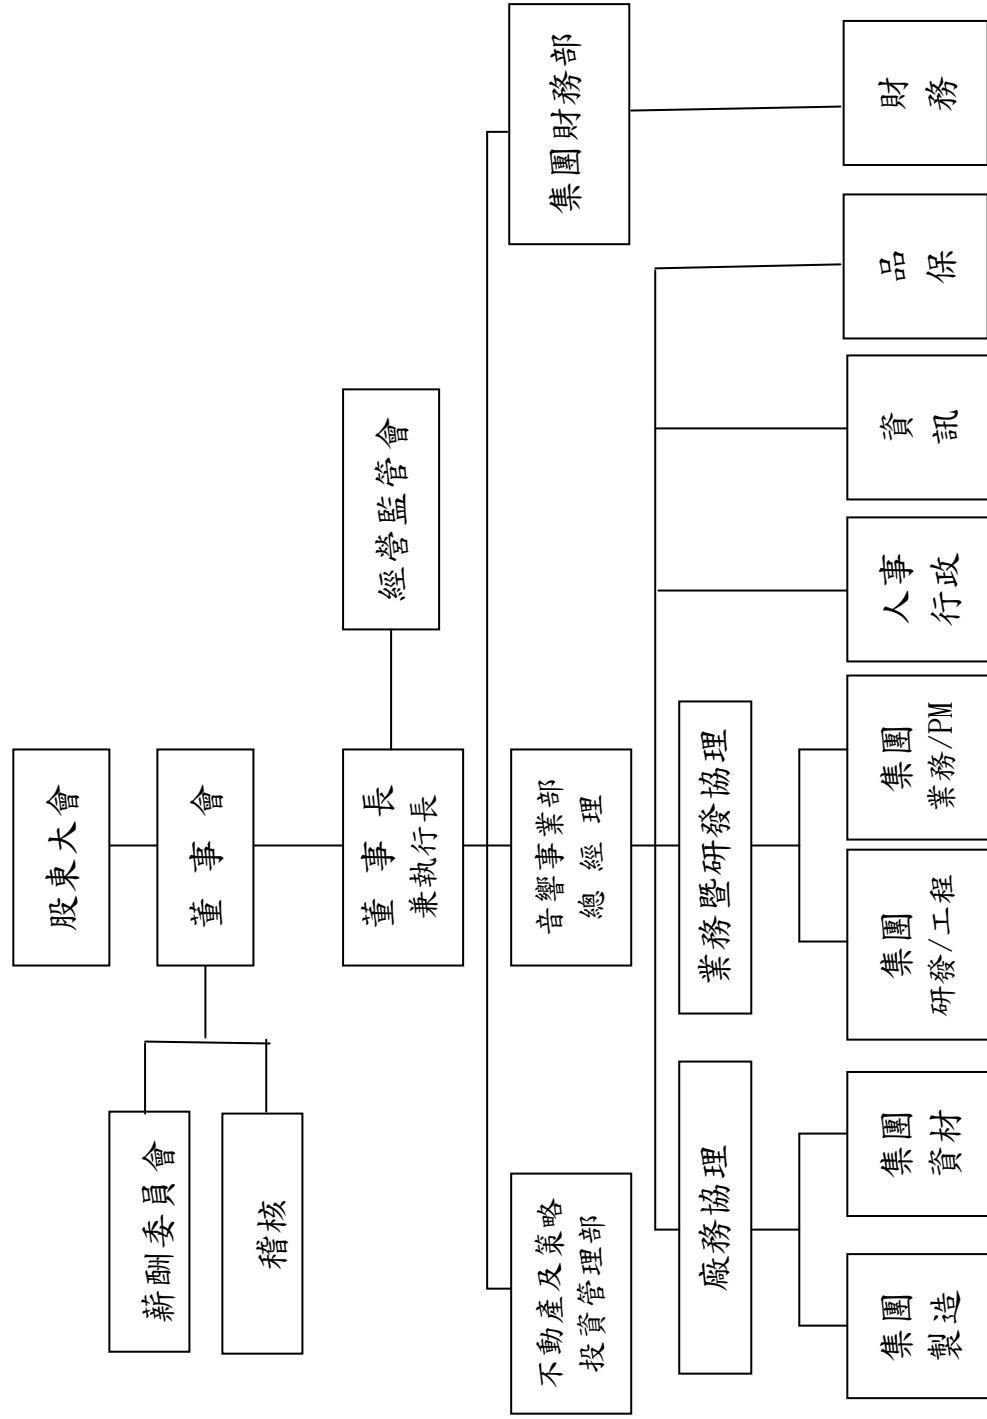 股東大會
董事會
薪酬委員會
稽核
董事長
兼執行長
經營監管會
不動產及策略
投資管理部
音響事業部
總經理
集團財務部
廠務協理
業務暨研發協理
集團
製造
集團
資材
集團
研發/工程
集團
業務/PM
人事
行政
資訊
品保
財務